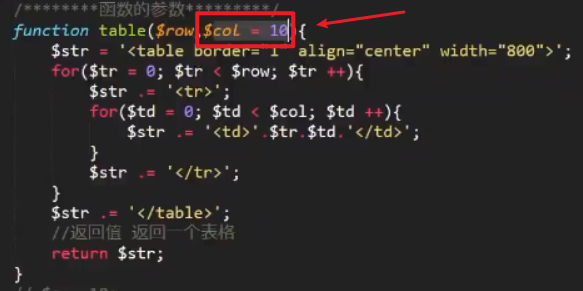 /********函数的参数*********/
function table($row,$col = 10){
$str = '<table border="1" align="center" width="800">';
for($tr = 0; $tr < $row; $tr ++){
$str .= '<tr>';
for($td = 0; $td < $col; $td ++){
$str .= '<td>'.$tr.$td.'</td>';
}
$str .= '</tr>';
}
$str .= '</table>';
//返回值 返回一个表格
return $str;
}